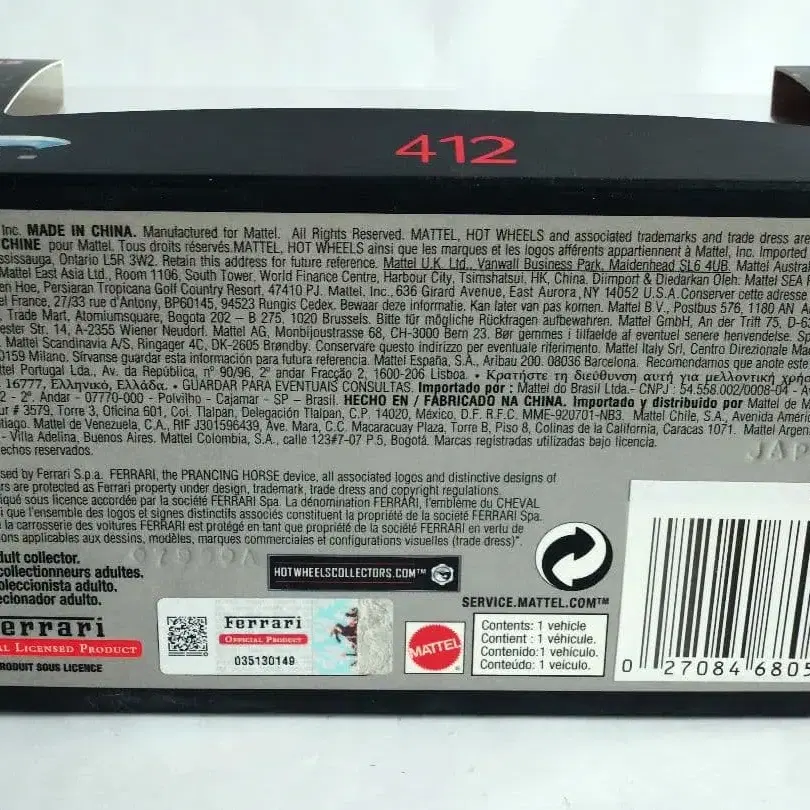 412
Inc. MADE IN CHINA. Manufactured for Mattel. All Rights Reserved. MATTEL, HOT WHEELS and associated trademarks and trade dress are
CHINE pour Mattel. Tous droits réservés.MATTEL, HOT WHEELS ainsi que les marques et les logos afférents appartiennent à Mattel, Inc. Imported
ssissauga, Ontario L5R 3W2. Retain this address for future reference. Mattel U.K. Ltd., Vanwall Business Park, Maidenhead SL6 4UB. Mattel Austral
Mattel East Asia Ltd., Room 1106, South Tower, World Finance Centre, Harbour City, Tsimshatsui, HK, China. Diimport & Diedarkan Oleh: Mattel SEA
en Hoe, Persiaran Tropicana Golf Country Resort, 47410 PJ. Mattel, Inc., 636 Girard Avenue, East Aurora, NY 14052 U.S.A. Conserver cette adresse
el France, 27/33 rue d'Antony, BP60145, 94523 Rungis Cedex. Bewaar deze informatie. Kan later van pas komen. Mattel B.V., Postbus 576, 1180 AN
, Trade Mart, Atomiumsquare, Bogota 202 – B 275, 1020 Brussels. Bitte für mögliche Rückfragen aufbewahren. Mattel GmbH, An der Trift 75, D-6
ester Str. 14, A-2355 Wiener Neudorf. Mattel AG, Monbijoustrasse 68, CH-3000 Bern 23. Bør gemmes i tilfælde af eventuel senere henvendelse.
Mattel Scandinavia A/S, Ringager 4C, DK-2605 Brøndby. Conservare questo indirizzo per eventuale riferimento. Mattel Italy Srl, Centro Direzionale
0159 Milano. Sírvanse guardar esta información para futura referencia. Mattel España, S.A., Aribau 200. 08036 Barcelona. Recomendamos que anote este
ttel Portugal Lda., Av. da República, nº 90/96, 2º andar Fracção 2, 1600-206 Lisboa. • Κρατήστε τη διεύθυνση αυτή για μελλοντική χρήσ
16777, Ελληνικό, Ελλάδα. • GUARDAR PARA EVENTUAIS CONSULTAS. Importado por : Mattel do Brasil Ltda.- CNPJ : 54.558.002/0008-04
- 2º. Andar - 07770-000 - Polvilho - Cajamar - SP – Brasil. HECHO EN / FABRICADO NA CHINA. Importado y distribuido por Mattel de M
# 3579, Torre 3, Oficina 601, Col. Tlalpan, Delegación Tlalpan, C.P. 14020, México, D.F. R.F.C. MME-920701-NB3. Mattel Chile, S.A., Avenida Améric
tiago. Mattel de Venezuela, C.A., RIF J301596439, Ave. Mara, C.C. Macaracuay Plaza, Torre B, Piso 8, Colinas de la California, Caracas 1071. Mattel Argen
- Villa Adelina, Buenos Aires. Mattel Colombia, S.A., calle 123#7-07 P.5, Bogotá. Marcas registradas utilizadas bajo licencia.
echos reservados.
JAP
sed by Ferrari S.p.a. FERRARI, the PRANCING HORSE device, all associated logos and distinctive designs of
rs are protected as Ferrari property under design, trademark, trade dress and copyright regulations.
iqué sous licence accordée par la société FERRARI Spa. La dénomination FERRARI, l'emblème du CHEVAL
i que l'ensemble des logos et signes distinctifs associés constituent la propriété de la société FERRARI Spa.
la carrosserie des voitures FERRARI est protégé en tant que propriété de la société FERRARI en vertu de
ons applicables aux dessins, modèles, marques commerciales et configurations visuelles (trade dress)".
dult collector.
collectionneurs adultes.
oleccionista adulto.
ecionador adulto.
HOTWHEELSCOLLECTORS.COM™
SERVICE.MATTEL.COM™
errari
AL LICENSED PRODUCT
RODUIT SOUS LICENCE
Ferrari
OFFICIAL PRODUCT
035130149
MATTEL
Contents: 1 vehicle
Contient : 1 véhicule.
Contenido: 1 vehículo.
Conteúdo: 1 veículo.
0 27084 6805